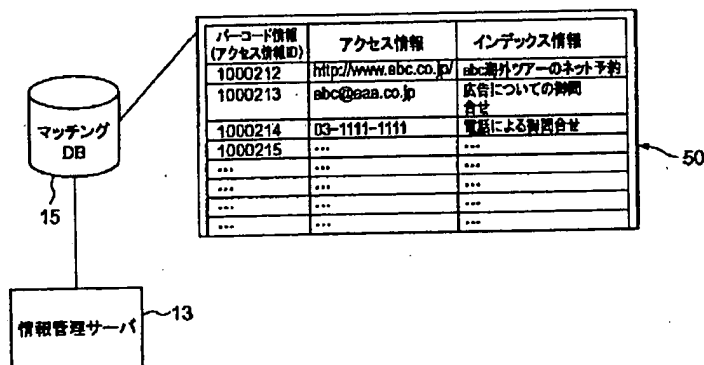 バーコード情報 アクセス情報 インデックス情報
(アクセス情報ID)
1000212 http://www.abc.co.jp/ abc海外ツアーのネット予約
1000213 abc@aaa.co.jp 広告についての御問
合せ
1000214 03-1111-1111 電話による御問合せ
1000215 … …
… … …
… … …
… … …
… … …
マッチング
DB
15
50
情報管理サーバ
13